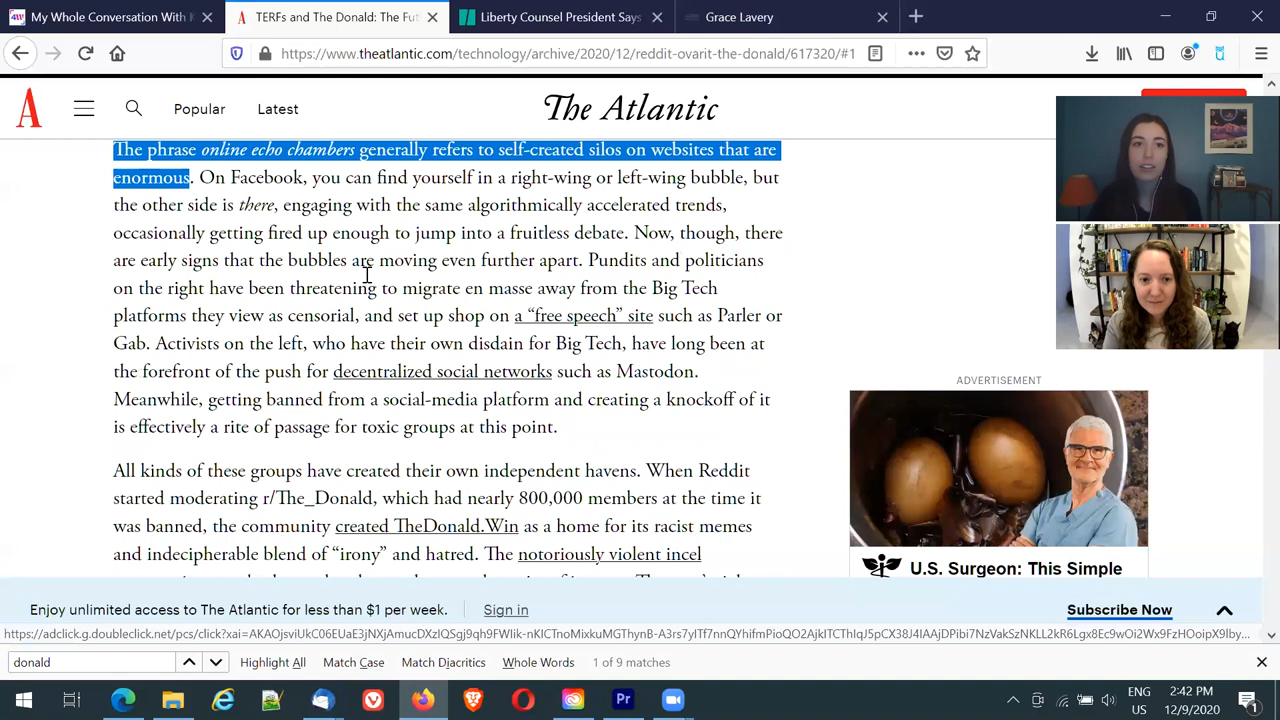 4W My Whole Conversation With K
A TERFs and The Donald: The Fut
Liberty Counsel President Says
Grace Lavery
https://www.theatlantic.com/technology/archive/2020/12/reddit-ovarit-the-donald/617320/#1
A Popular Latest The Atlantic
The phrase online echo chambers generally refers to self-created silos on websites that are
enormous. On Facebook, you can find yourself in a right-wing or left-wing bubble, but
the other side is there, engaging with the same algorithmically accelerated trends,
occasionally getting fired up enough to jump into a fruitless debate. Now, though, there
are early signs that the bubbles are moving even further apart. Pundits and politicians
on the right have been threatening to migrate en masse away from the Big Tech
platforms they view as censorial, and set up shop on a “free speech” site such as Parler or
Gab. Activists on the left, who have their own disdain for Big Tech, have long been at
the forefront of the push for decentralized social networks such as Mastodon.
Meanwhile, getting banned from a social-media platform and creating a knockoff of it
is effectively a rite of passage for toxic groups at this point.
All kinds of these groups have created their own independent havens. When Reddit
started moderating r/The_Donald, which had nearly 800,000 members at the time it
was banned, the community created TheDonald.Win as a home for its racist memes
and indecipherable blend of “irony” and hatred. The notoriously violent incel
ADVERTISEMENT
U.S. Surgeon: This Simple
Enjoy unlimited access to The Atlantic for less than $1 per week. Sign in
Subscribe Now
donald
Highlight All Match Case Match Diacritics Whole Words 1 of 9 matches
Pr
ENG
US
2:42 PM
12/9/2020
1